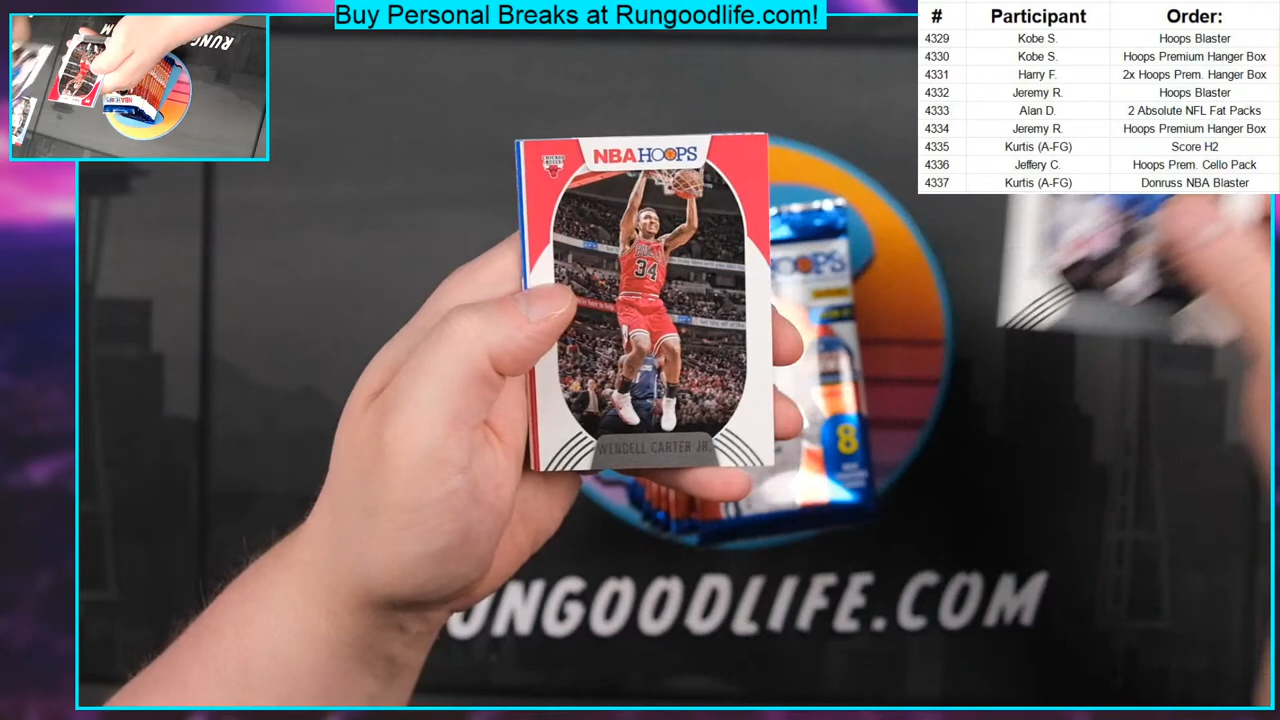 Buy Personal Breaks at Rungoodlife.com!
# Participant Order:
4329 Kobe S. Hoops Blaster
4330 Kobe S. Hoops Premium Hanger Box
4331 Harry F. 2x Hoops Prem. Hanger Box
4332 Jeremy R. Hoops Blaster
4333 Alan D. 2 Absolute NFL Fat Packs
4334 Jeremy R. Hoops Premium Hanger Box
4335 Kurtis (A-FG) Score H2
4336 Jeffery C. Hoops Prem. Cello Pack
4337 Kurtis (A-FG) Donruss NBA Blaster
RUNGOOD
NBA HOOPS
BULLS
34
WENDELL CARTER JR.
HOOPS
8
RUNGOODLIFE.COM